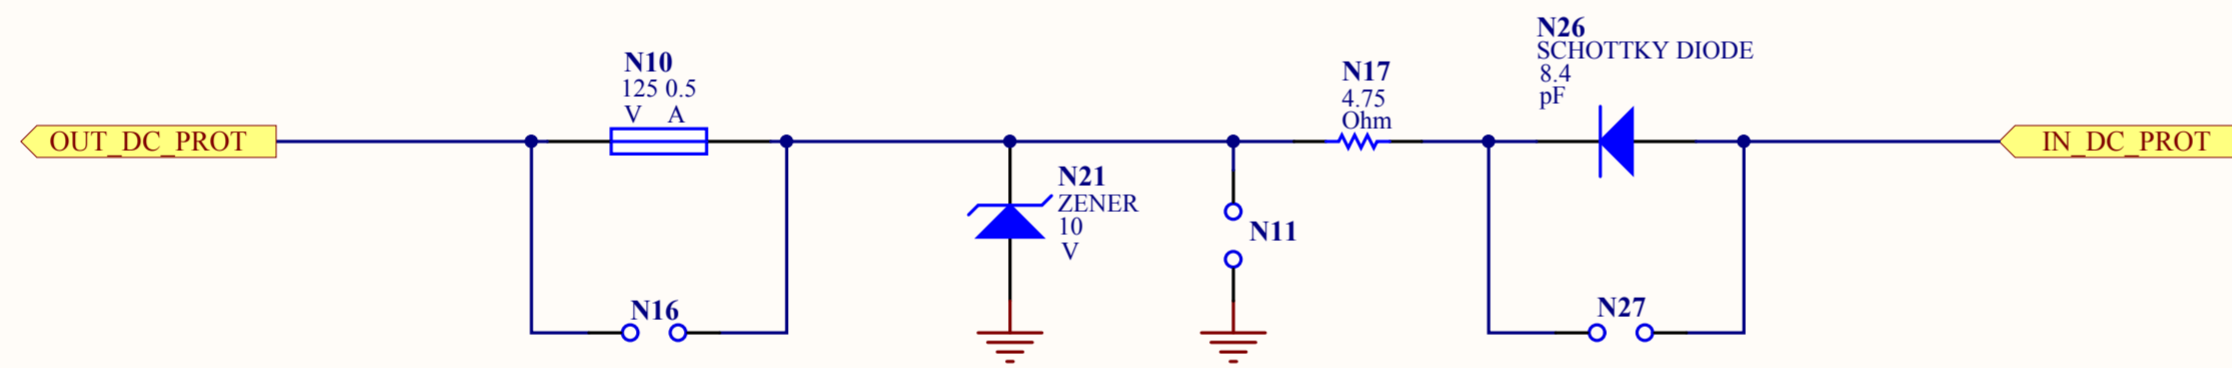 OUT_DC_PROT
N10
125 0.5
V A
N16
N21
ZENER
10
V
N11
N17
4.75
Ohm
N26
SCHOTTKY DIODE
8.4
pF
N27
IN_DC_PROT